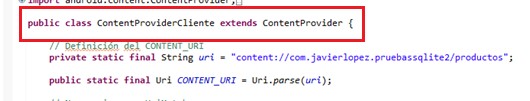 import android.content.ContentProvider;
public class ContentProviderCliente extends ContentProvider {
// Definición del CONTENT_URI
private static final String uri = "content://com.javierlopez.pruebassqlite2/productos";
public static final Uri CONTENT_URI = Uri.parse(uri);